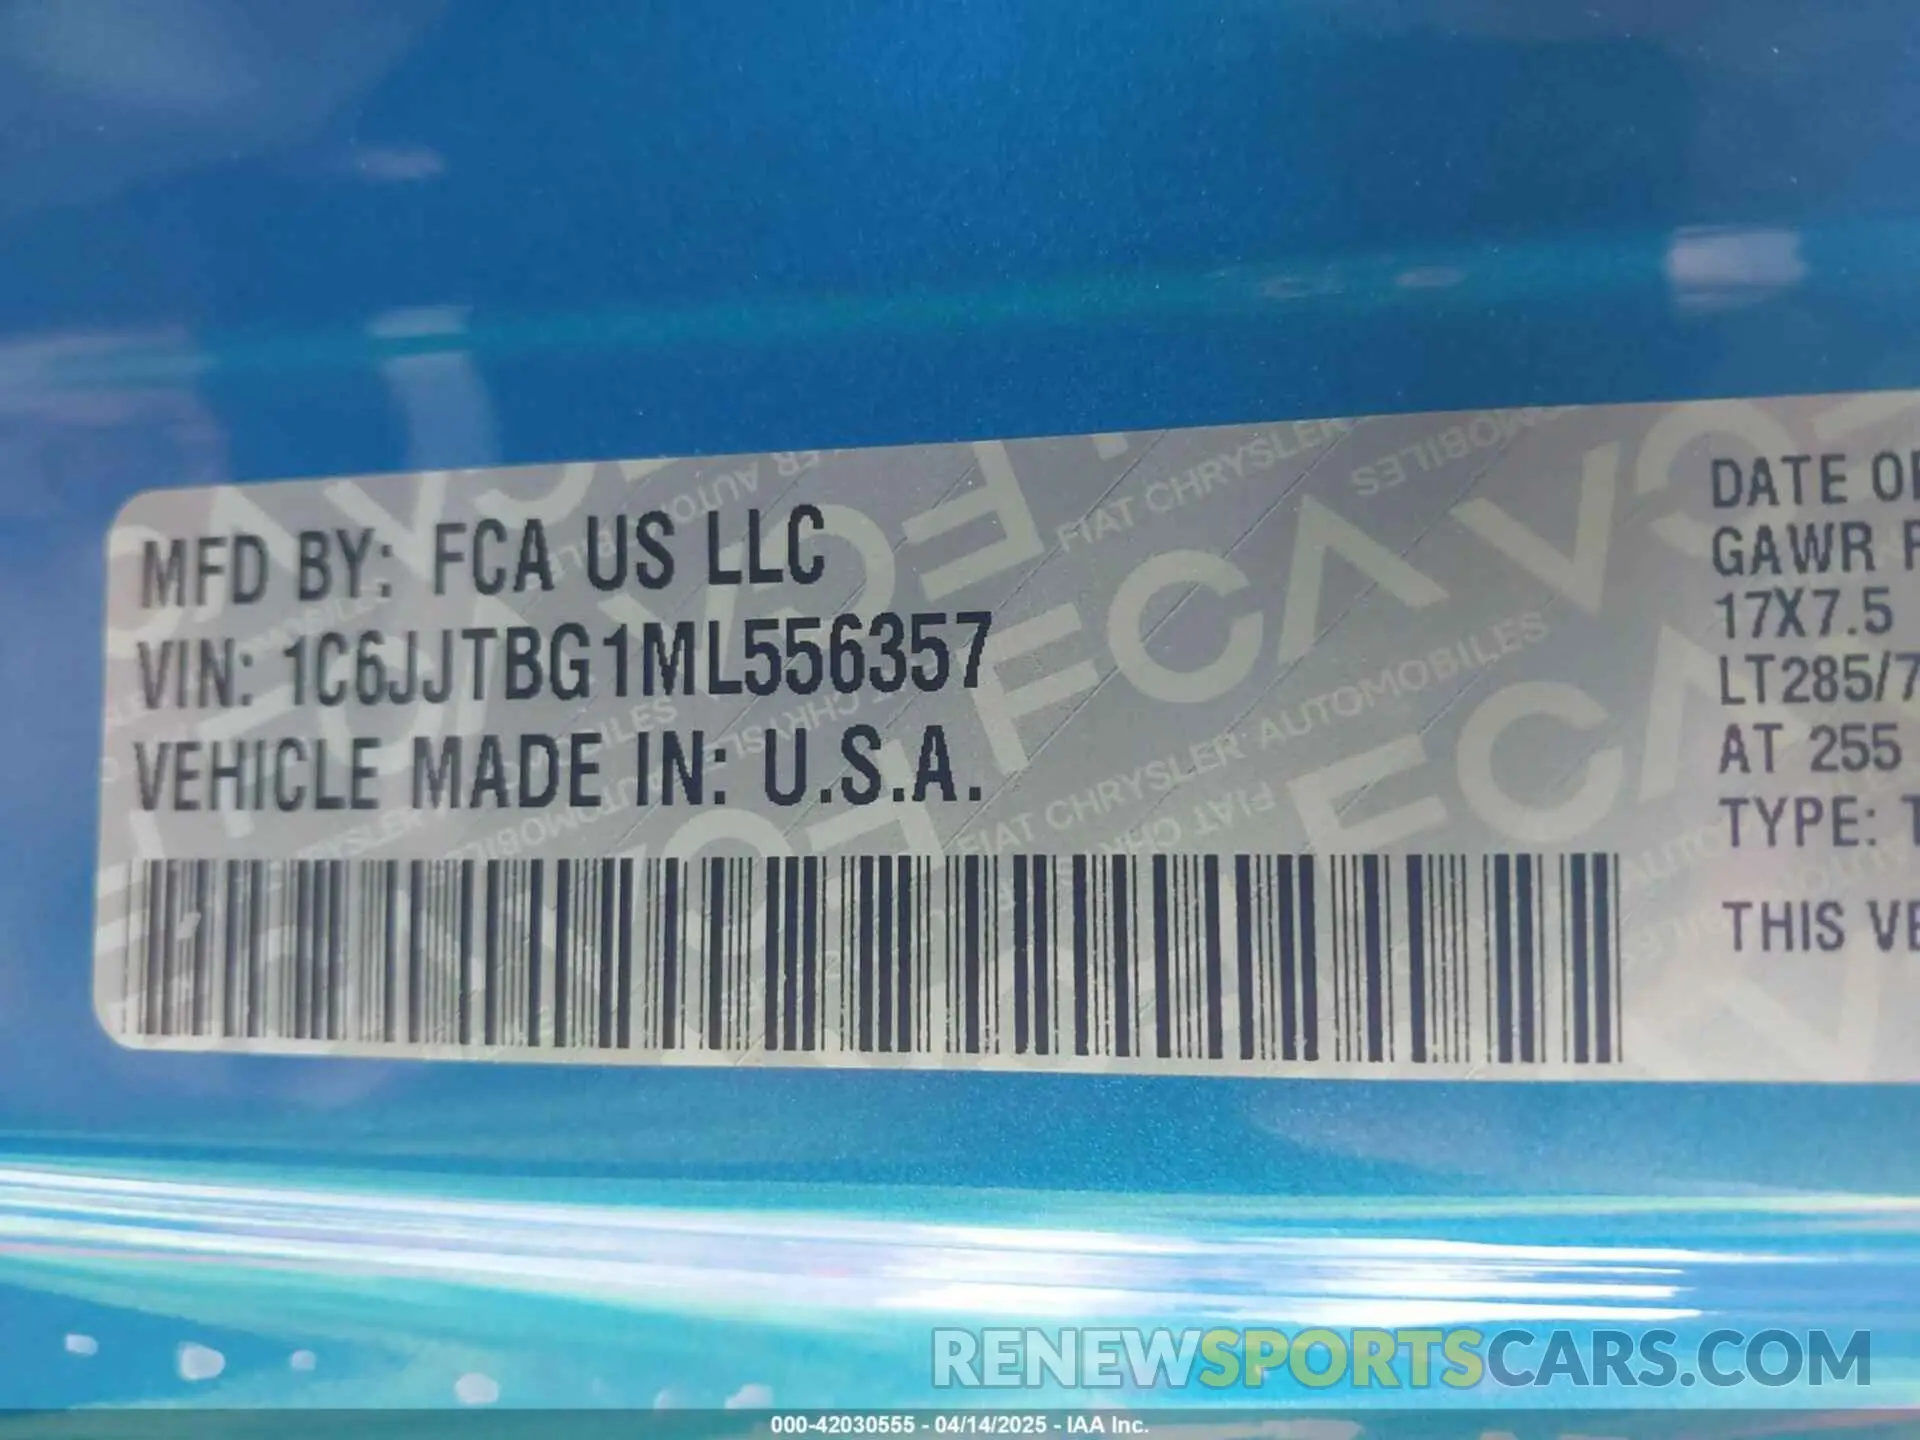 MFD BY: FCA US LLC
VIN: 1C6JJTBG1ML556357
VEHICLE MADE IN: U.S.A.
DATE
GAWR
17X7.5
LT285/7
AT 255
TYPE:
THIS
FCA
FIAT CHRYSLER AUTOMOBILES
RENEWSPORTSCARS.COM
000-42030555 - 04/14/2025 - IAA Inc.